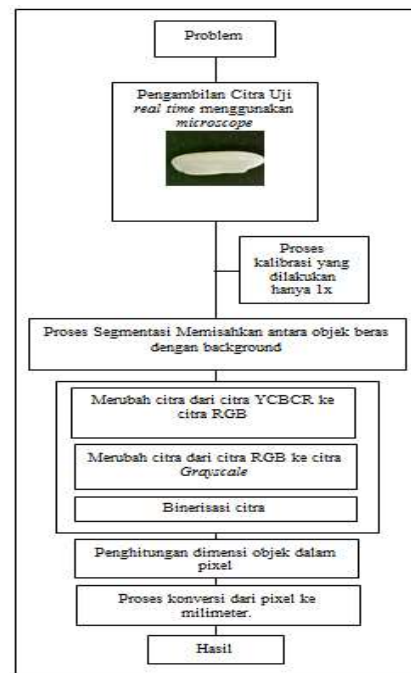 Problem
Pengambilan Citra Uji
real time menggunakan
microscope
Proses
kalibrasi yang
dilakukan
hanya 1x
Proses Segmentasi Memisahkan antara objek beras
dengan background
Merubah citra dari citra YCBCR ke
citra RGB
Merubah citra dari citra RGB ke citra
Grayscale
Binerisasi citra
Penghitungan dimensi objek dalam
pixel
Proses konversi dari pixel ke
milimeter.
Hasil